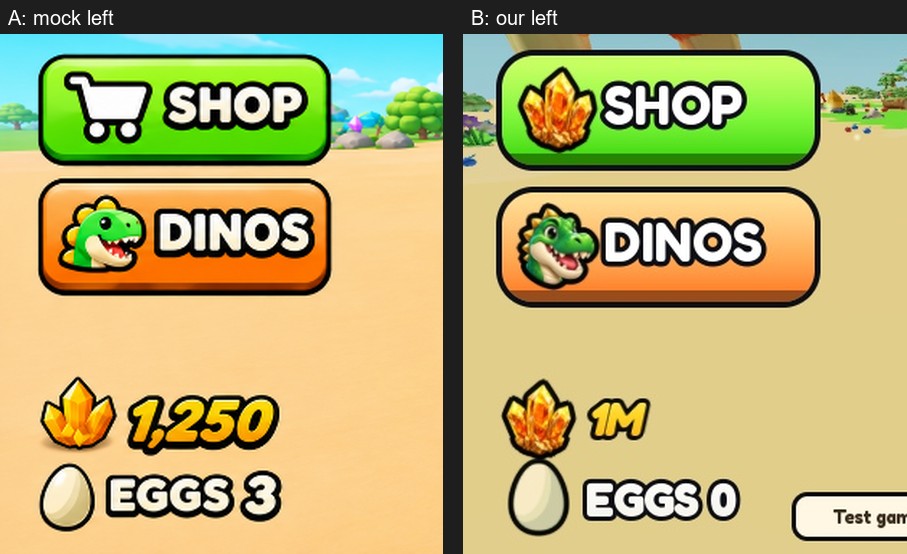 A: mock left
B: our left
SHOP
DINOS
1,250
EGGS 3
SHOP
DINOS
1M
EGGS 0
Test gam